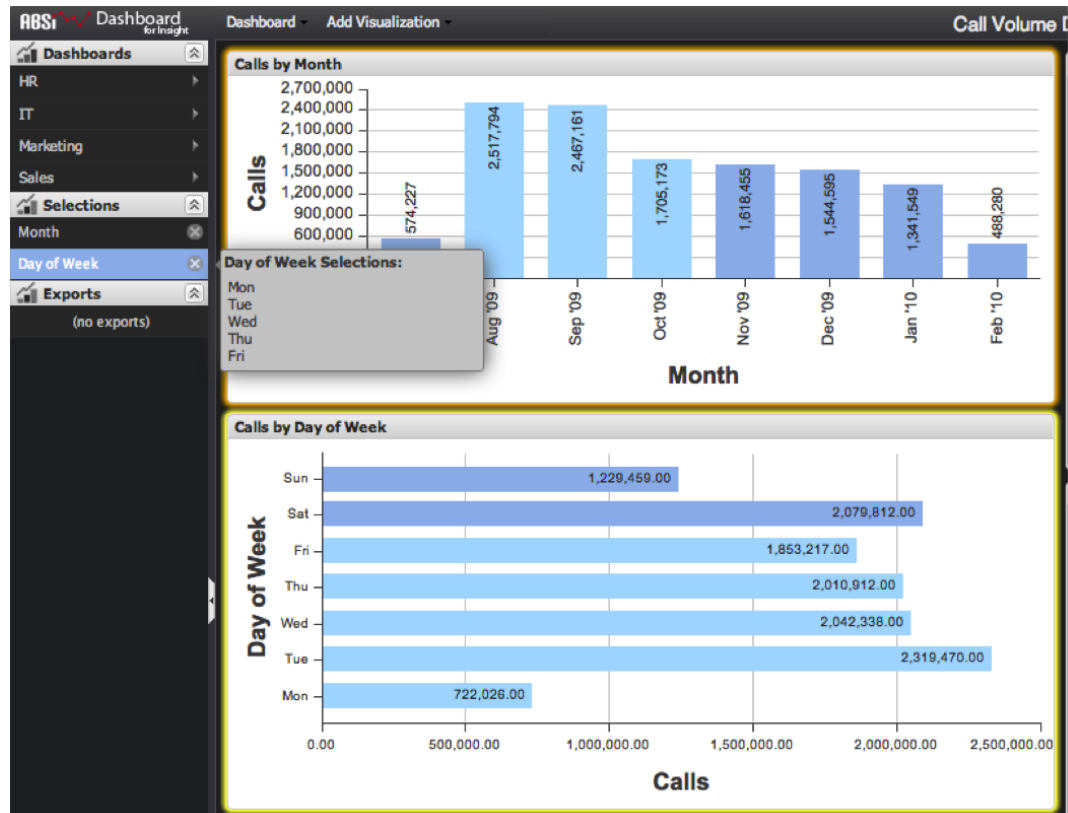 ABSi Dashboard
for Insight
Dashboard
Add Visualization
Call Volume D
Dashboards
HR
IT
Marketing
Sales
Selections
Month
Day of Week
Exports
(no exports)
Calls by Month
Calls
2,700,000
2,400,000
2,100,000
1,800,000
1,500,000
1,200,000
900,000
600,000
574,227
2,517,794
2,467,161
1,705,173
1,618,455
1,544,595
1,341,549
488,280
Aug '09
Sep '09
Oct '09
Nov '09
Dec '09
Jan '10
Feb '10
Month
Day of Week Selections:
Mon
Tue
Wed
Thu
Fri
Calls by Day of Week
Day of Week
Sun
1,229,459.00
Sat
2,079,812.00
Fri
1,853,217.00
Thu
2,010,912.00
Wed
2,042,338.00
Tue
2,319,470.00
Mon
722,026.00
0.00
500,000.00
1,000,000.00
1,500,000.00
2,000,000.00
2,500,000.00
Calls